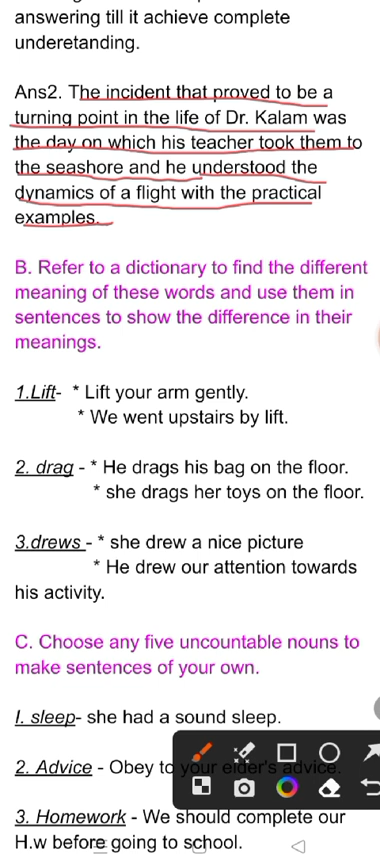 answering till it achieve complete
underetanding.
Ans2. The incident that proved to be a
turning point in the life of Dr. Kalam was
the day on which his teacher took them to
the seashore and he understood the
dynamics of a flight with the practical
examples.
B. Refer to a dictionary to find the different
meaning of these words and use them in
sentences to show the difference in their
meanings.
1.Lift- * Lift your arm gently.
* We went upstairs by lift.
2. drag - * He drags his bag on the floor.
* she drags her toys on the floor.
3.drews - * she drew a nice picture
* He drew our attention towards
his activity.
C. Choose any five uncountable nouns to
make sentences of your own.
I. sleep- she had a sound sleep.
2. Advice - Obey to your elder's advice.
3. Homework - We should complete our
H.w before going to school.